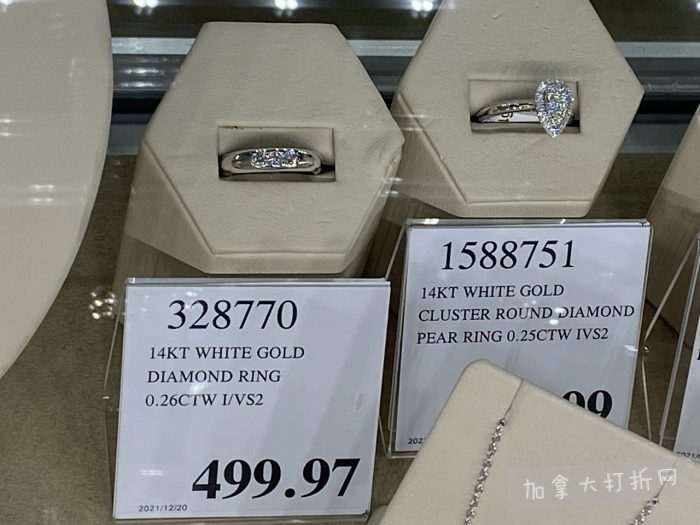 328770
14KT WHITE GOLD
DIAMOND RING
0.26CTW I/VS2
499.97
2021/12/20
1588751
14KT WHITE GOLD
CLUSTER ROUND DIAMOND
PEAR RING 0.25CTW IVS2
.99
加拿大打折网